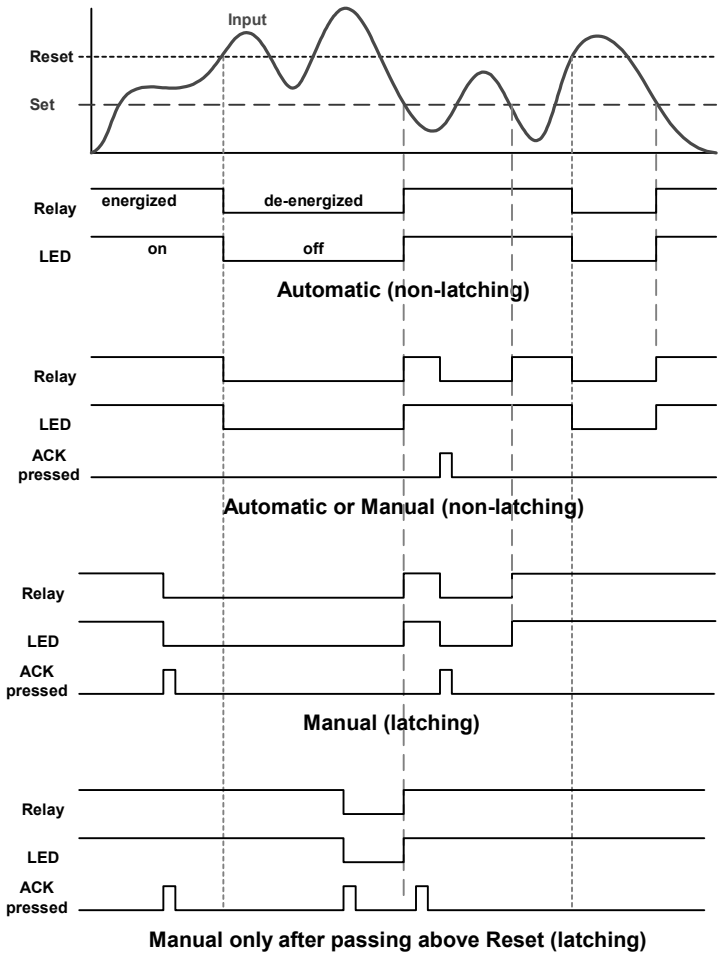 Input
Reset
Set
Relay energized de-energized
LED on off
Automatic (non-latching)
Relay
LED
ACK
pressed
Automatic or Manual (non-latching)
Relay
LED
ACK
pressed
Manual (latching)
Relay
LED
ACK
pressed
Manual only after passing above Reset (latching)